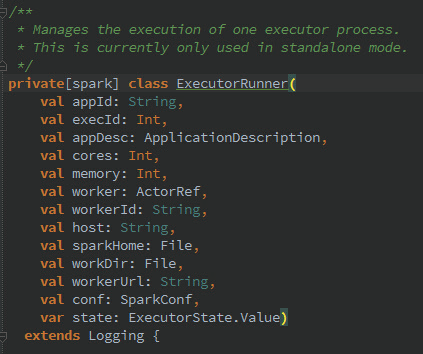 /**
 * Manages the execution of one executor process.
 * This is currently only used in standalone mode.
 */
private[spark] class ExecutorRunner(
    val appId: String,
    val execId: Int,
    val appDesc: ApplicationDescription,
    val cores: Int,
    val memory: Int,
    val worker: ActorRef,
    val workerId: String,
    val host: String,
    val sparkHome: File,
    val workDir: File,
    val workerUrl: String,
    val conf: SparkConf,
    var state: ExecutorState.Value)
  extends Logging {